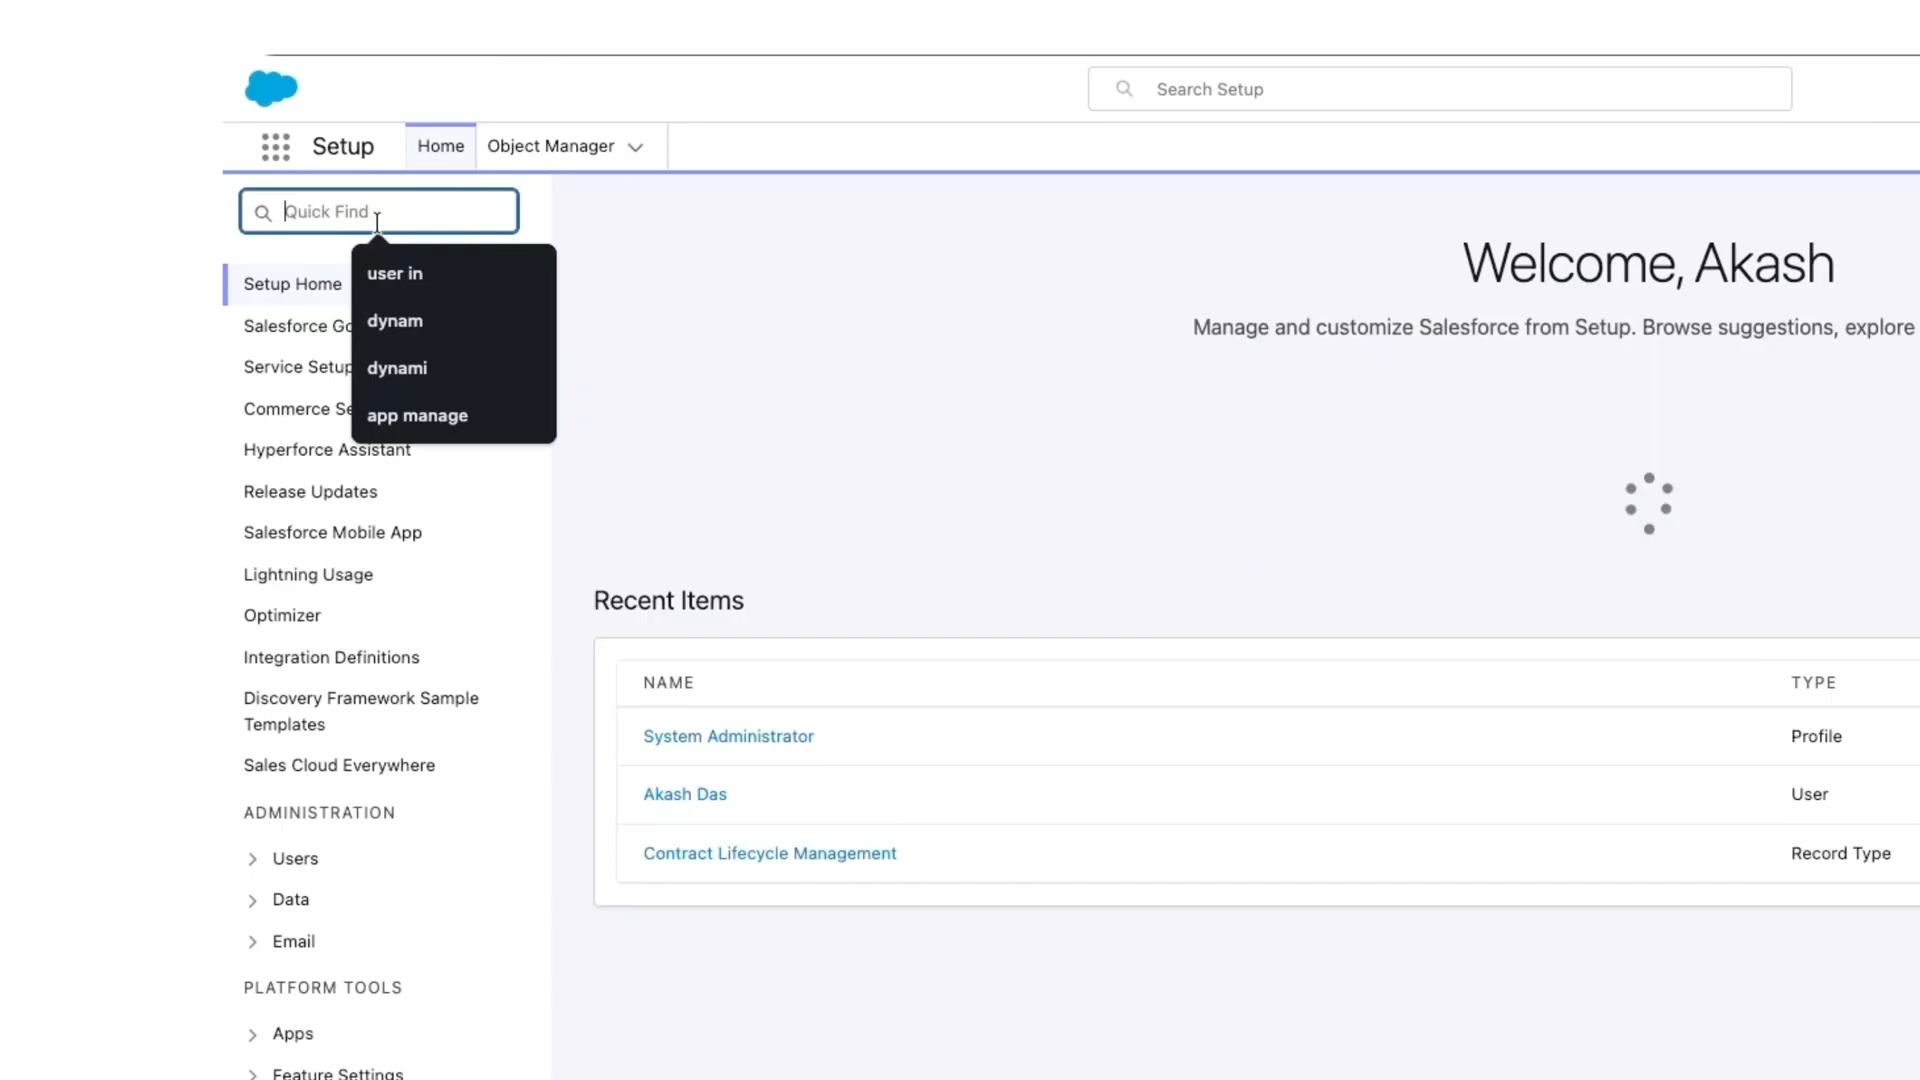 Search Setup
Setup
Home
Object Manager
Quick Find
user in
dynam
dynami
app manage
Setup Home
Salesforce Go
Service Setup
Commerce Se
Hyperforce Assistant
Release Updates
Salesforce Mobile App
Lightning Usage
Optimizer
Integration Definitions
Discovery Framework Sample
Templates
Sales Cloud Everywhere
ADMINISTRATION
Users
Data
Email
PLATFORM TOOLS
Apps
Feature Settings
Welcome, Akash
Manage and customize Salesforce from Setup. Browse suggestions, explore
Recent Items
NAME
TYPE
System Administrator
Profile
Akash Das
User
Contract Lifecycle Management
Record Type